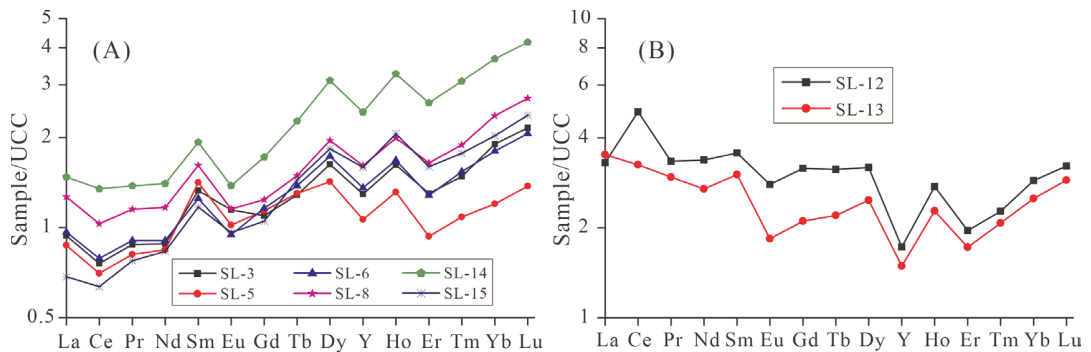 (A)
Sample/UCC
5
4
3
2
1
0.5
SL-3 SL-6 SL-14
SL-5 SL-8 SL-15
La Ce Pr Nd Sm Eu Gd Tb Dy Y Ho Er Tm Yb Lu
(B)
Sample/UCC
10
8
6
4
2
1
SL-12
SL-13
La Ce Pr Nd Sm Eu Gd Tb Dy Y Ho Er Tm Yb Lu